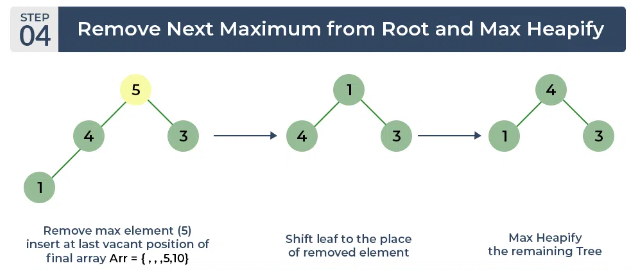 STEP
04
Remove Next Maximum from Root and Max Heapify
5
1
4
4
3
4
3
1
3
1
Remove max element (5)
insert at last vacant position of
final array Arr = { , , ,5,10}
Shift leaf to the place
of removed element
Max Heapify
the remaining Tree